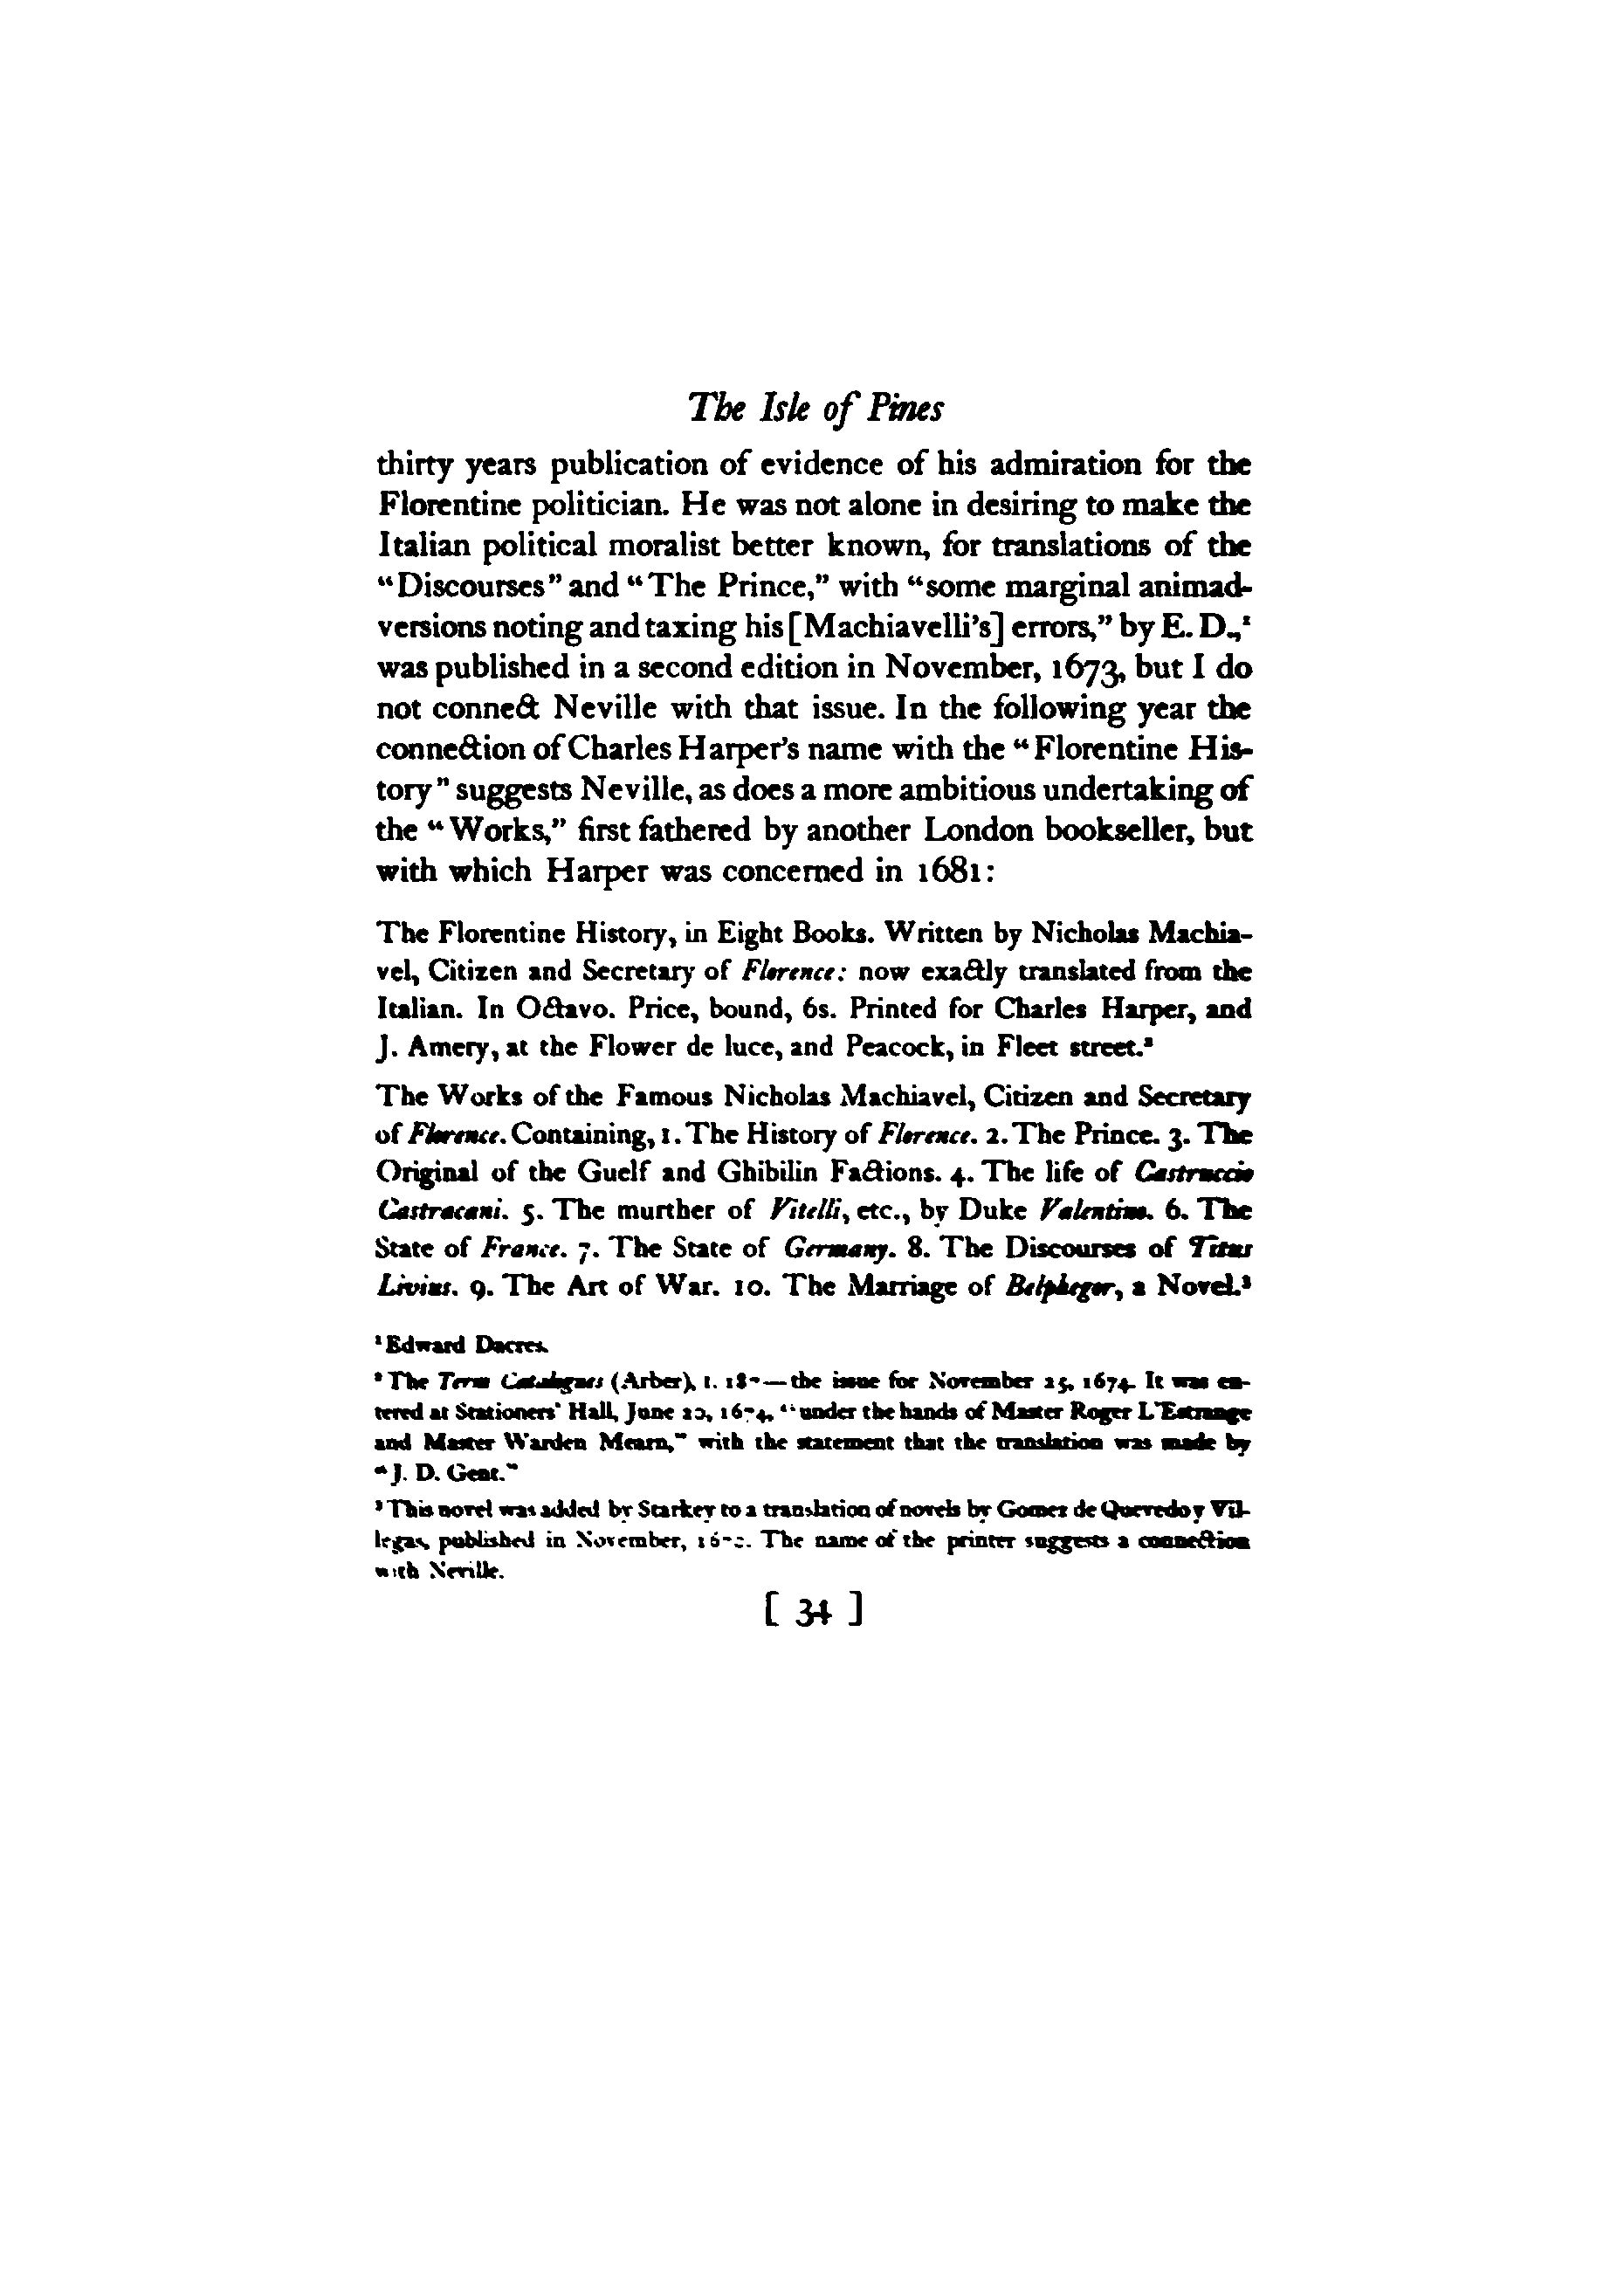 The Isle of Pines
thirty years publication of evidence of his admiration for the
Florentine politician. He was not alone in desiring to make the
Italian political moralist better known, for translations of the
“Discourses” and “The Prince,” with “some marginal animad-
versions noting and taxing his [Machiavelli’s] errors,” by E. D.,¹
was published in a second edition in November, 1673, but I do
not connect Neville with that issue. In the following year the
connection of Charles Harper’s name with the “Florentine His-
tory” suggests Neville, as does a more ambitious undertaking of
the “Works,” first fathered by another London bookseller, but
with which Harper was concerned in 1681:
The Florentine History, in Eight Books. Written by Nicholas Machia-
vel, Citizen and Secretary of Florence: now exactly translated from the
Italian. In Octavo. Price, bound, 6s. Printed for Charles Harper, and
J. Amery, at the Flower de luce, and Peacock, in Fleet street.²
The Works of the Famous Nicholas Machiavel, Citizen and Secretary
of Florence. Containing, 1. The History of Florence. 2. The Prince. 3. The
Original of the Guelf and Ghibilin Factions. 4. The life of Castruccio
Castracani. 5. The murther of Vitelli, etc., by Duke Valentino. 6. The
State of France. 7. The State of Germany. 8. The Discourses of Titus
Livius. 9. The Art of War. 10. The Marriage of Belphegor, a Novel.³
¹ Edward Dacres.
² The Term Catalogues (Arber), I. — the issue for November 25, 1674. It was en-
tered at Stationers’ Hall, June 20, 1674, “under the hands of Master Roger L’Estrange
and Master Warden Mearn,” with the statement that the translation was made by
“J. D. Gent.”
³ This novel was added by Starkey to a translation of novels by Gomez de Quevedo y Vil-
legas, published in November, The name of the printer suggests a connection
with Neville.
[ 34 ]